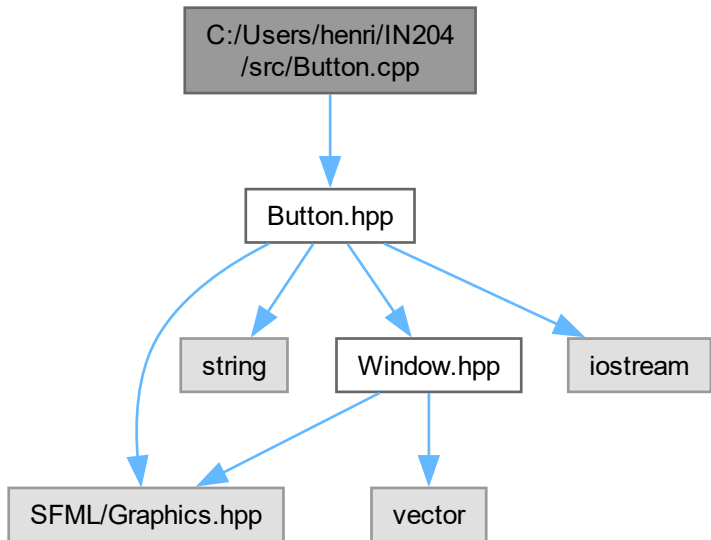 C:/Users/henri/IN204
/src/Button.cpp
Button.hpp
string
Window.hpp
iostream
SFML/Graphics.hpp
vector